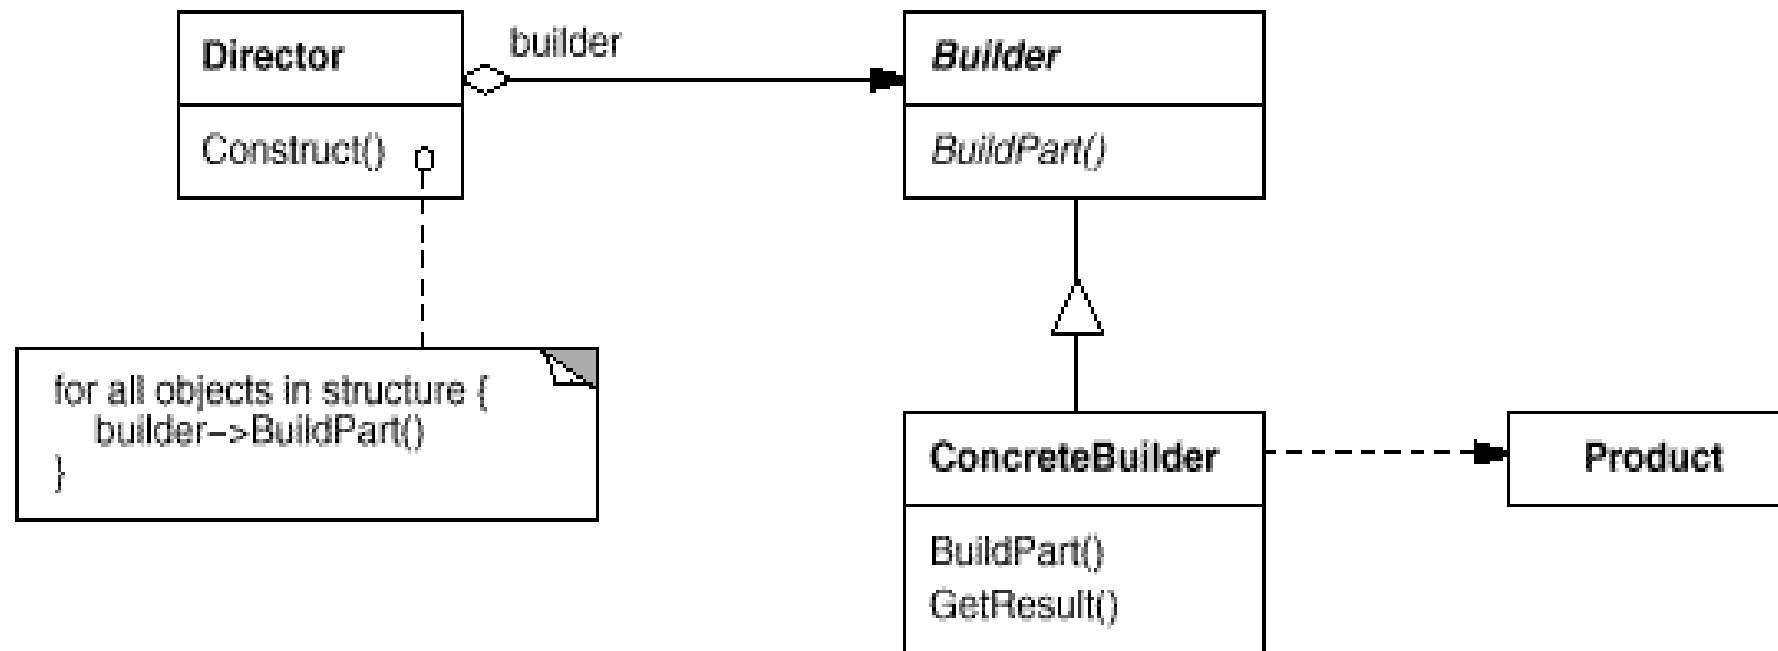 Director
builder
Builder
Construct()
BuildPart()
for all objects in structure {
builder->BuildPart()
}
ConcreteBuilder
Product
BuildPart()
GetResult()